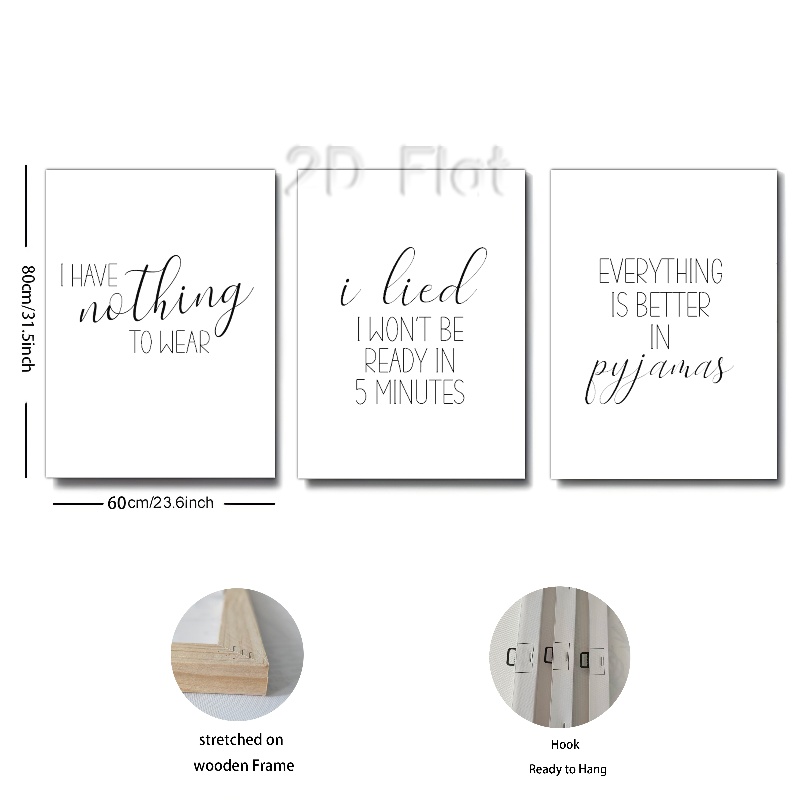 2D Flat
80cm/31.5inch
I HAVE
nothing
TO WEAR
i lied
I WON'T BE
READY IN
5 MINUTES
EVERYTHING
IS BETTER
IN
pyjamas
60cm/23.6inch
stretched on
wooden Frame
Hook
Ready to Hang